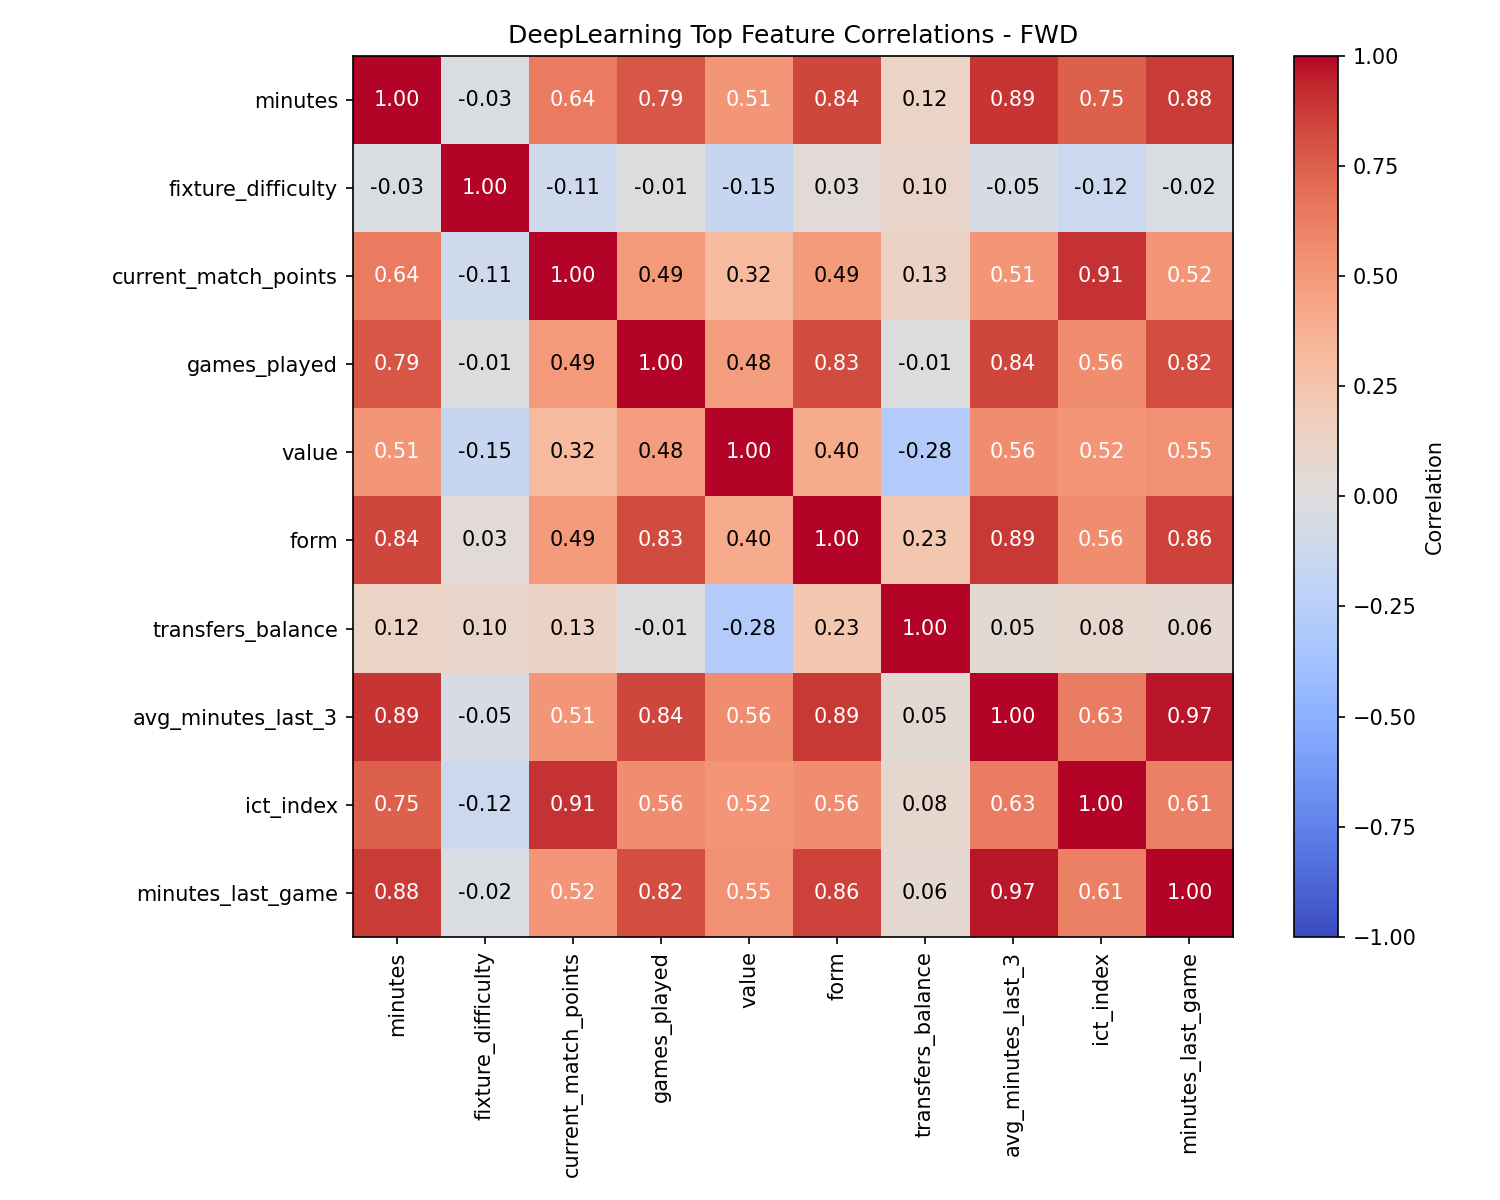 DeepLearning Top Feature Correlations - FWD
minutes 1.00 -0.03 0.64 0.79 0.51 0.84 0.12 0.89 0.75 0.88
fixture_difficulty -0.03 1.00 -0.11 -0.01 -0.15 0.03 0.10 -0.05 -0.12 -0.02
current_match_points 0.64 -0.11 1.00 0.49 0.32 0.49 0.13 0.51 0.91 0.52
games_played 0.79 -0.01 0.49 1.00 0.48 0.83 -0.01 0.84 0.56 0.82
value 0.51 -0.15 0.32 0.48 1.00 0.40 -0.28 0.56 0.52 0.55
form 0.84 0.03 0.49 0.83 0.40 1.00 0.23 0.89 0.56 0.86
transfers_balance 0.12 0.10 0.13 -0.01 -0.28 0.23 1.00 0.05 0.08 0.06
avg_minutes_last_3 0.89 -0.05 0.51 0.84 0.56 0.89 0.05 1.00 0.63 0.97
ict_index 0.75 -0.12 0.91 0.56 0.52 0.56 0.08 0.63 1.00 0.61
minutes_last_game 0.88 -0.02 0.52 0.82 0.55 0.86 0.06 0.97 0.61 1.00
minutes
fixture_difficulty
current_match_points
games_played
value
form
transfers_balance
avg_minutes_last_3
ict_index
minutes_last_game
1.00
0.75
0.50
0.25
0.00
−0.25
−0.50
−0.75
−1.00
Correlation